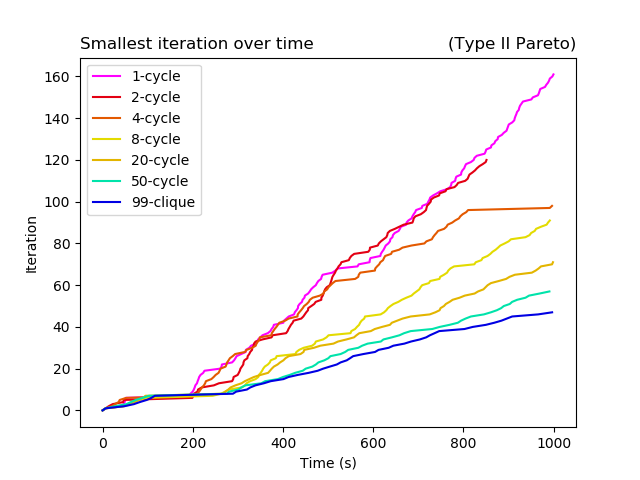 Smallest iteration over time (Type II Pareto)
1-cycle
2-cycle
4-cycle
8-cycle
20-cycle
50-cycle
99-clique
160
140
120
100
80
60
40
20
0
Iteration
0 200 400 600 800 1000
Time (s)